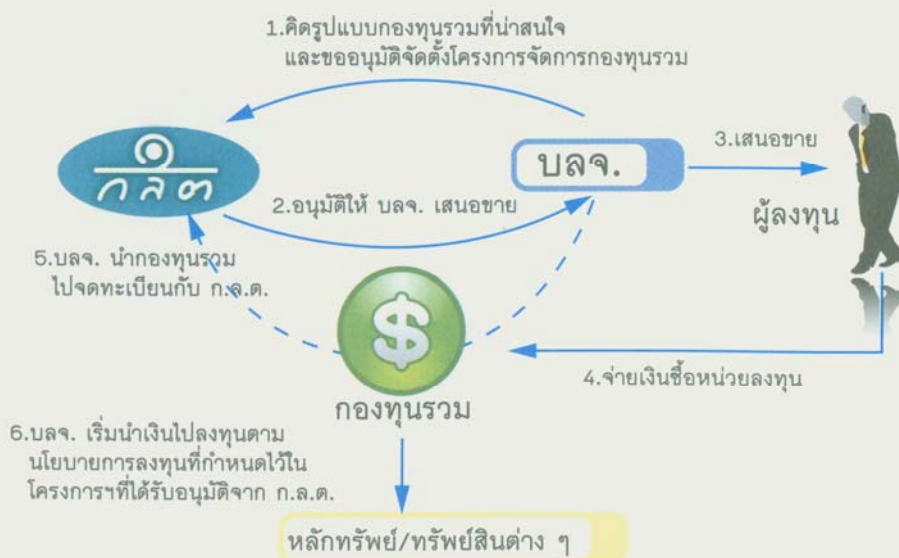 1.คิดรูปแบบกองทุนรวมที่น่าสนใจ
และขออนุมัติจัดตั้งโครงการจัดการกองทุนรวม
กลต
บลจ.
3.เสนอขาย
2.อนุมัติให้ บลจ. เสนอขาย
ผู้ลงทุน
5.บลจ. นำกองทุนรวม
ไปจดทะเบียนกับ ก.ล.ต.
$
4.จ่ายเงินซื้อหน่วยลงทุน
กองทุนรวม
6.บลจ. เริ่มนำเงินไปลงทุนตาม
นโยบายการลงทุนที่กำหนดไว้ใน
โครงการฯที่ได้รับอนุมัติจาก ก.ล.ต.
หลักทรัพย์/ทรัพย์สินต่าง ๆ